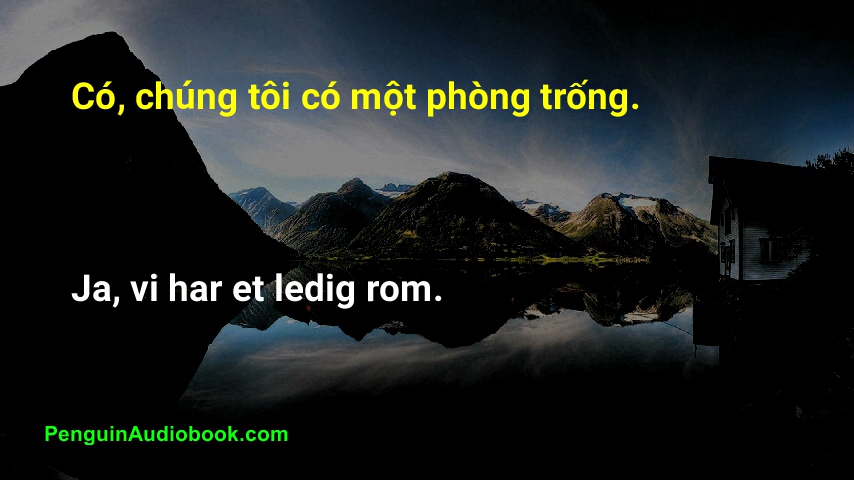 Có, chúng tôi có một phòng trống.
Ja, vi har et ledig rom.
PenguinAudiobook.com